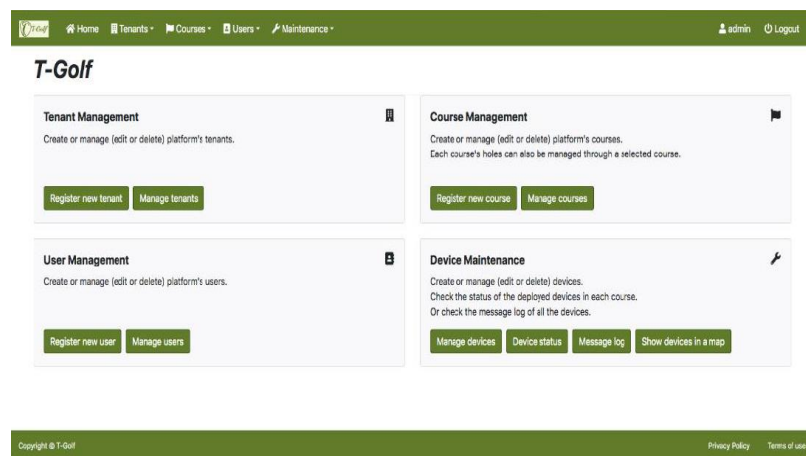 T-Golf Home Tenants Courses Users Maintenance admin Logout
T-Golf
Tenant Management
Create or manage (edit or delete) platform's tenants.
Register new tenant Manage tenants
Course Management
Create or manage (edit or delete) platform's courses.
Each course's holes can also be managed through a selected course.
Register new course Manage courses
User Management
Create or manage (edit or delete) platform's users.
Register new user Manage users
Device Maintenance
Create or manage (edit or delete) devices.
Check the status of the deployed devices in each course.
Or check the message log of all the devices.
Manage devices Device status Message log Show devices in a map
Copyright @ T-Golf Privacy Policy Terms of use